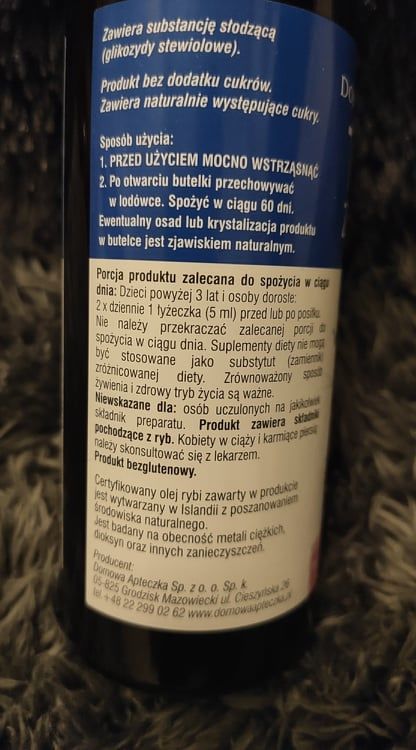 Zawiera substancję słodzącą
(glikozydy stewiolowe).
Produkt bez dodatku cukrów.
Zawiera naturalnie występujące cukry.
Sposób użycia:
1. PRZED UŻYCIEM MOCNO WSTRZĄSNĄĆ
2. Po otwarciu butelki przechowywać
w lodówce. Spożyć w ciągu 60 dni.
Ewentualny osad lub krystalizacja produktu
w butelce jest zjawiskiem naturalnym.
Porcja produktu zalecana do spożycia w ciągu
dnia: Dzieci powyżej 3 lat i osoby dorosłe:
2 x dziennie 1 łyżeczka (5 ml) przed lub po posiłku.
Nie należy przekraczać zalecanej porcji do
spożycia w ciągu dnia. Suplementy diety nie mogą
być stosowane jako substytut (zamiennik)
zróżnicowanej diety. Zrównoważony sposób
żywienia i zdrowy tryb życia są ważne.
Niewskazane dla: osób uczulonych na jakikolwiek
składnik preparatu. Produkt zawiera składniki
pochodzące z ryb. Kobiety w ciąży i karmiące piersią
należy skonsultować się z lekarzem.
Produkt bezglutenowy.
Certyfikowany olej rybi zawarty w produkcie
jest wytwarzany w Islandii z poszanowaniem
środowiska naturalnego.
Jest badany na obecność metali ciężkich,
dioksyn oraz innych zanieczyszczeń.
Producent:
Domowa Apteczka Sp. z o. o. Sp. k.
05-825 Grodzisk Mazowiecki ul. Cieszyńska 26
tel +48 22 299 02 62 www.domowaapteczka.